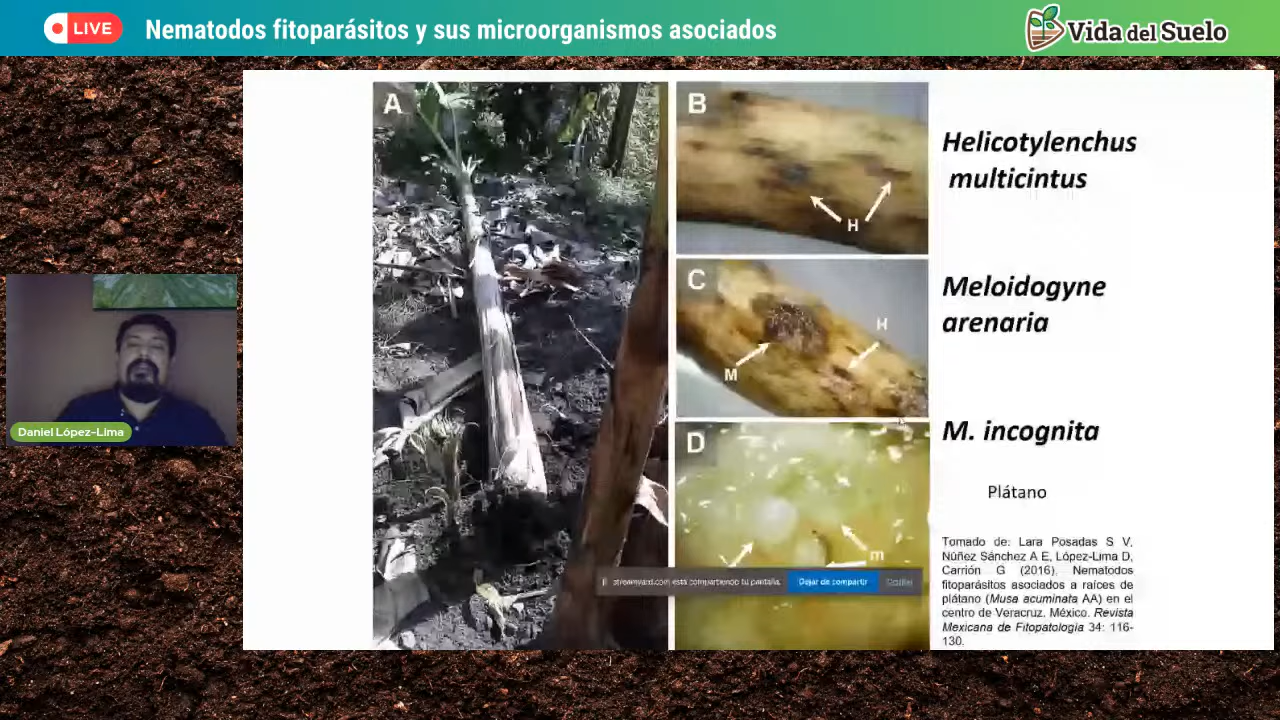 LIVE
Nematodos fitoparásitos y sus microorganismos asociados
Vida del Suelo
A
B
H
C
H
M
D
m
Helicotylenchus
multicintus
Meloidogyne
arenaria
M. incognita
Plátano
Tomado de: Lara Posadas S V,
Núñez Sánchez A E, López-Lima D,
Carrión G (2016). Nematodos
fitoparásitos asociados a raíces de
plátano (Musa acuminata AA) en el
centro de Veracruz. México. Revista
Mexicana de Fitopatología 34: 116-
130.
streamyard.com está compartiendo tu pantalla.
Dejar de compartir
Ocultar
Daniel López-Lima